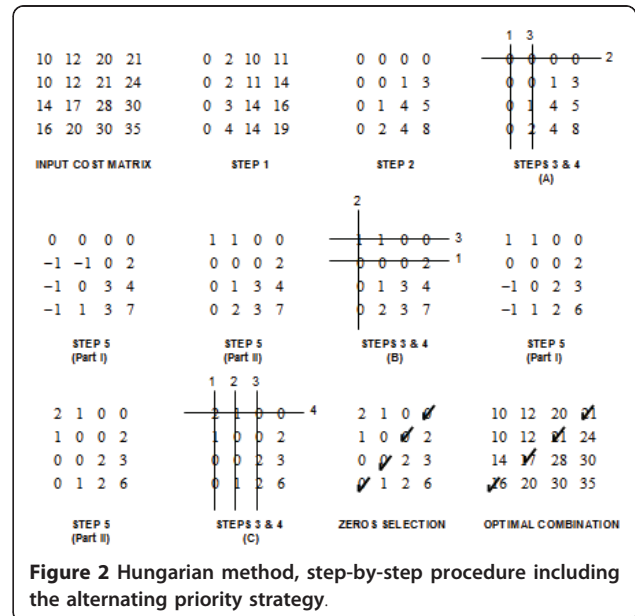 10 12 20 21
10 12 21 24
14 17 28 30
16 20 30 35
INPUT COST MATRIX
0 2 10 11
0 2 11 14
0 3 14 16
0 4 14 19
STEP 1
0 0 0 0
0 0 1 3
0 1 4 5
0 2 4 8
STEP 2
1 3
0 0 0 0 2
0 0 1 3
0 1 4 5
0 2 4 8
STEPS 3 & 4
(A)
0 0 0 0
-1 -1 0 2
-1 0 3 4
-1 1 3 7
STEP 5
(Part I)
1 1 0 0
0 0 0 2
0 1 3 4
0 2 3 7
STEP 5
(Part II)
2
1 1 0 0 3
0 0 0 2 1
0 1 3 4
0 2 3 7
STEPS 3 & 4
(B)
1 1 0 0
0 0 0 2
-1 0 2 3
-1 1 2 6
STEP 5
(Part I)
2 1 0 0
1 0 0 2
0 0 2 3
0 1 2 6
STEP 5
(Part II)
1 2 3
2 1 0 0 4
1 0 0 2
0 0 2 3
0 1 2 6
STEPS 3 & 4
(C)
2 1 0 0
1 0 0 2
0 0 2 3
0 1 2 6
ZEROS SELECTION
10 12 20 21
10 12 21 24
14 17 28 30
16 20 30 35
OPTIMAL COMBINATION
Figure 2 Hungarian method, step-by-step procedure including
the alternating priority strategy.